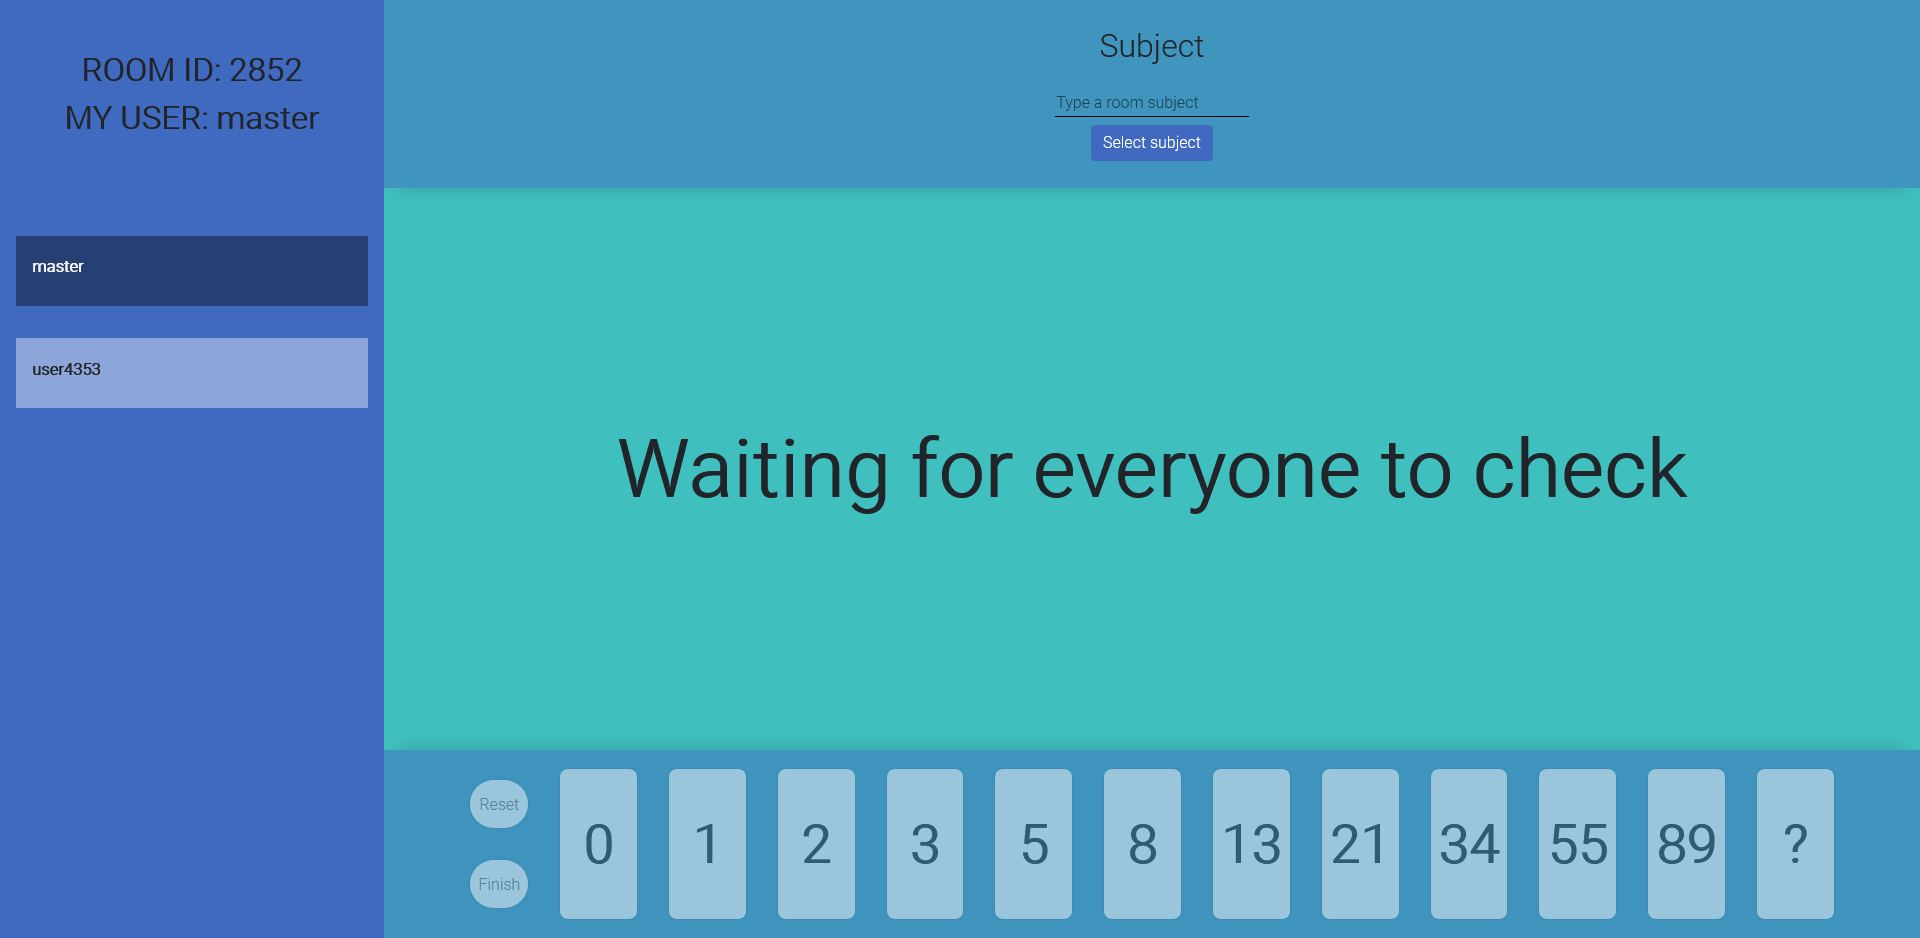 ROOM ID: 2852
MY USER: master
master
user4353
Subject
Type a room subject
Select subject
Waiting for everyone to check
Reset
Finish
0 1 2 3 5 8 13 21 34 55 89 ?